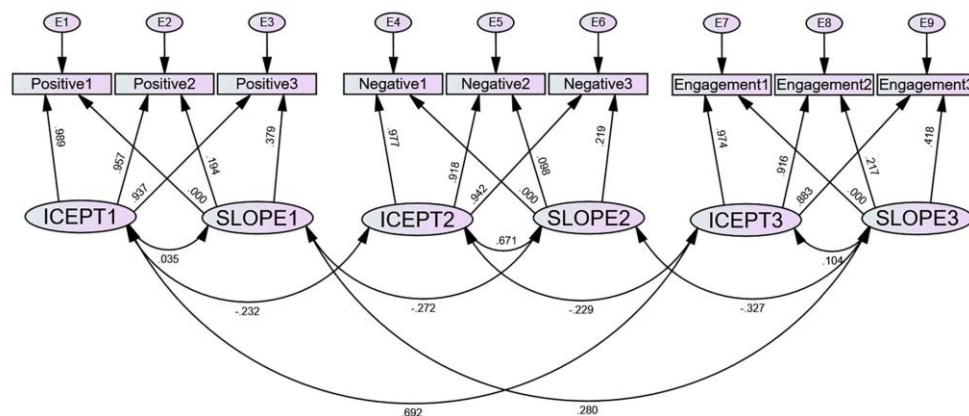 E1 E2 E3 E4 E5 E6 E7 E8 E9
Positive1 Positive2 Positive3 Negative1 Negative2 Negative3 Engagement1 Engagement2 Engagement3
.989 .957 .937 .000 .194 .379 .977 .918 .942 .000 .098 .219 .974 .916 .883 .000 .217 .418
ICEPT1 SLOPE1 ICEPT2 SLOPE2 ICEPT3 SLOPE3
.035 .671 .104
-.232 -.272 -.229 -.327
.692 .280